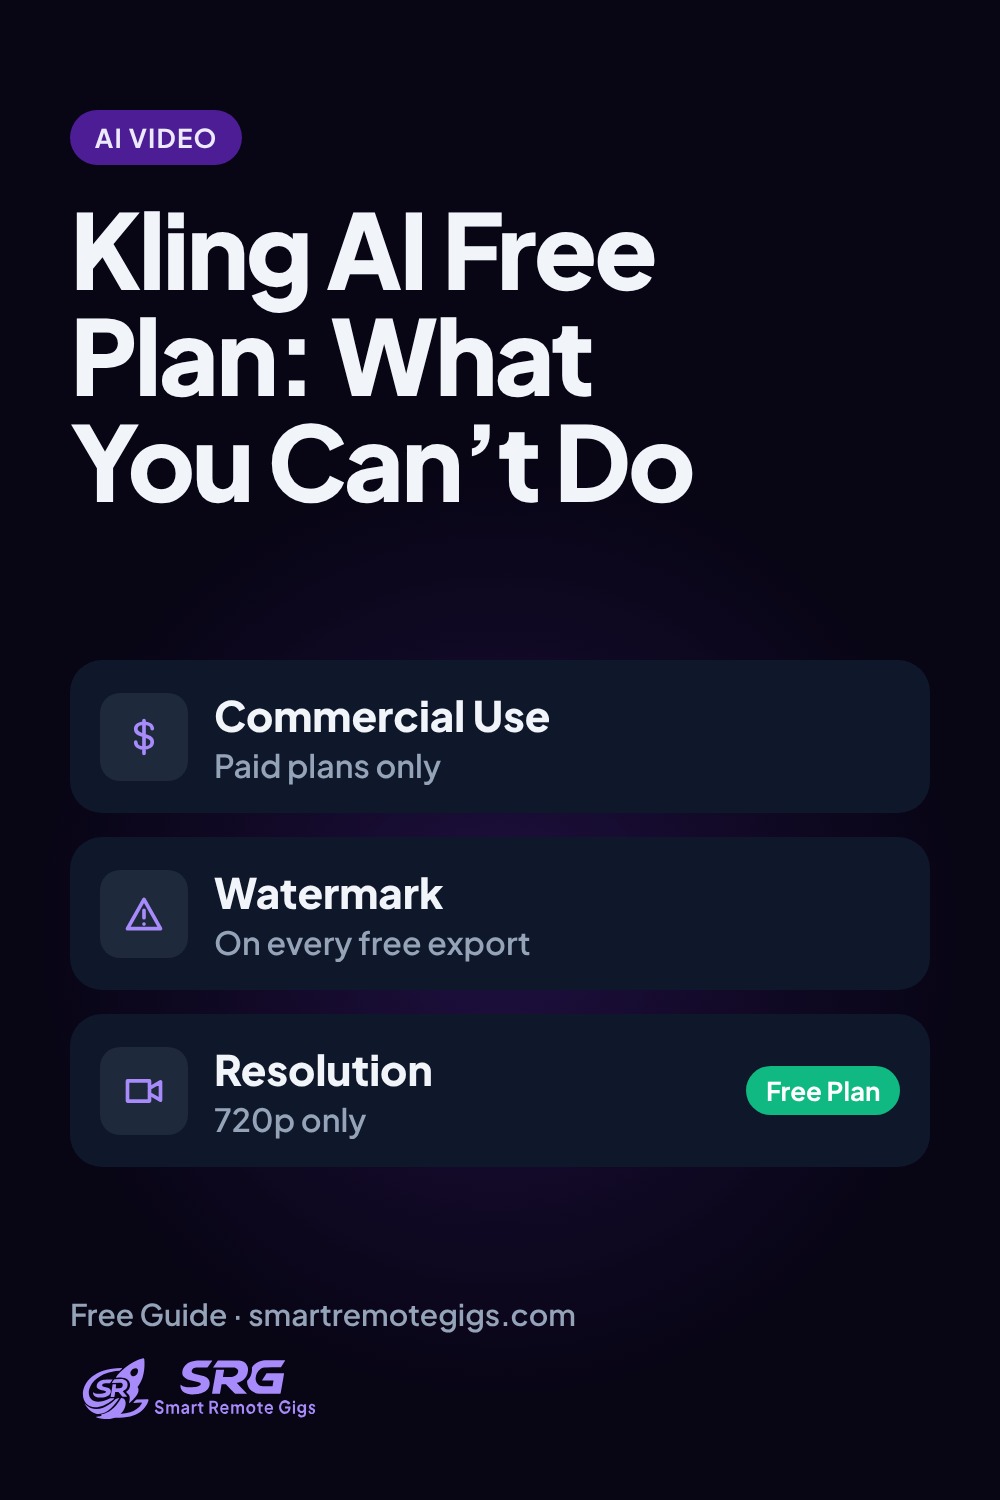 AI VIDEO
Kling AI Free
Plan: What
You Can’t Do
$
Commercial Use
Paid plans only
Watermark
On every free export
Resolution
720p only
Free Plan
Free Guide · smartremotegigs.com
SR
SRG
Smart Remote Gigs